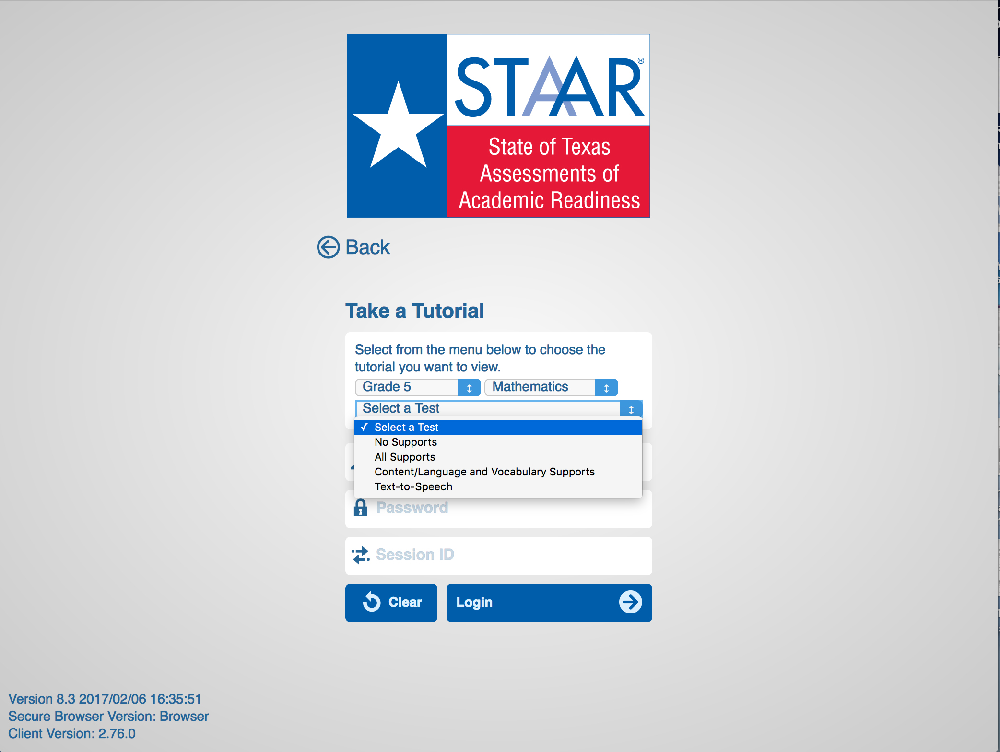 STAAR®
State of Texas
Assessments of
Academic Readiness
Back
Take a Tutorial
Select from the menu below to choose the
tutorial you want to view.
Grade 5 Mathematics
Select a Test
✓ Select a Test
No Supports
All Supports
Content/Language and Vocabulary Supports
Text-to-Speech
Password
Session ID
Clear Login
Version 8.3 2017/02/06 16:35:51
Secure Browser Version: Browser
Client Version: 2.76.0